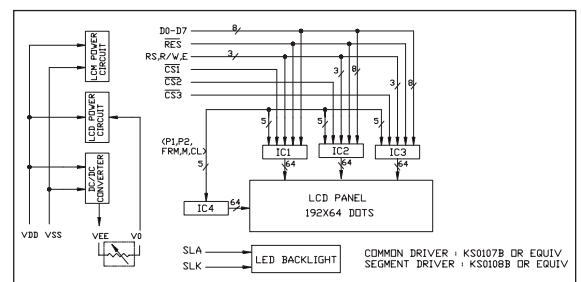 D0-D7
8
RES
RS,R/W,E
3
CS1
CS2
CS3
3
8
3
8
LCM POWER
CIRCUIT
LCD POWER
CIRCUIT
DC/DC
CONVERTER
VDD
VSS
VEE
V0
(P1,P2,
FRM,M,CL)
5
5
5
5
IC1
IC2
IC3
64
64
64
IC4
64
LCD PANEL
192X64 DOTS
SLA
SLK
LED BACKLIGHT
COMMON DRIVER : KS0107B OR EQUIV
SEGMENT DRIVER : KS0108B OR EQUIV